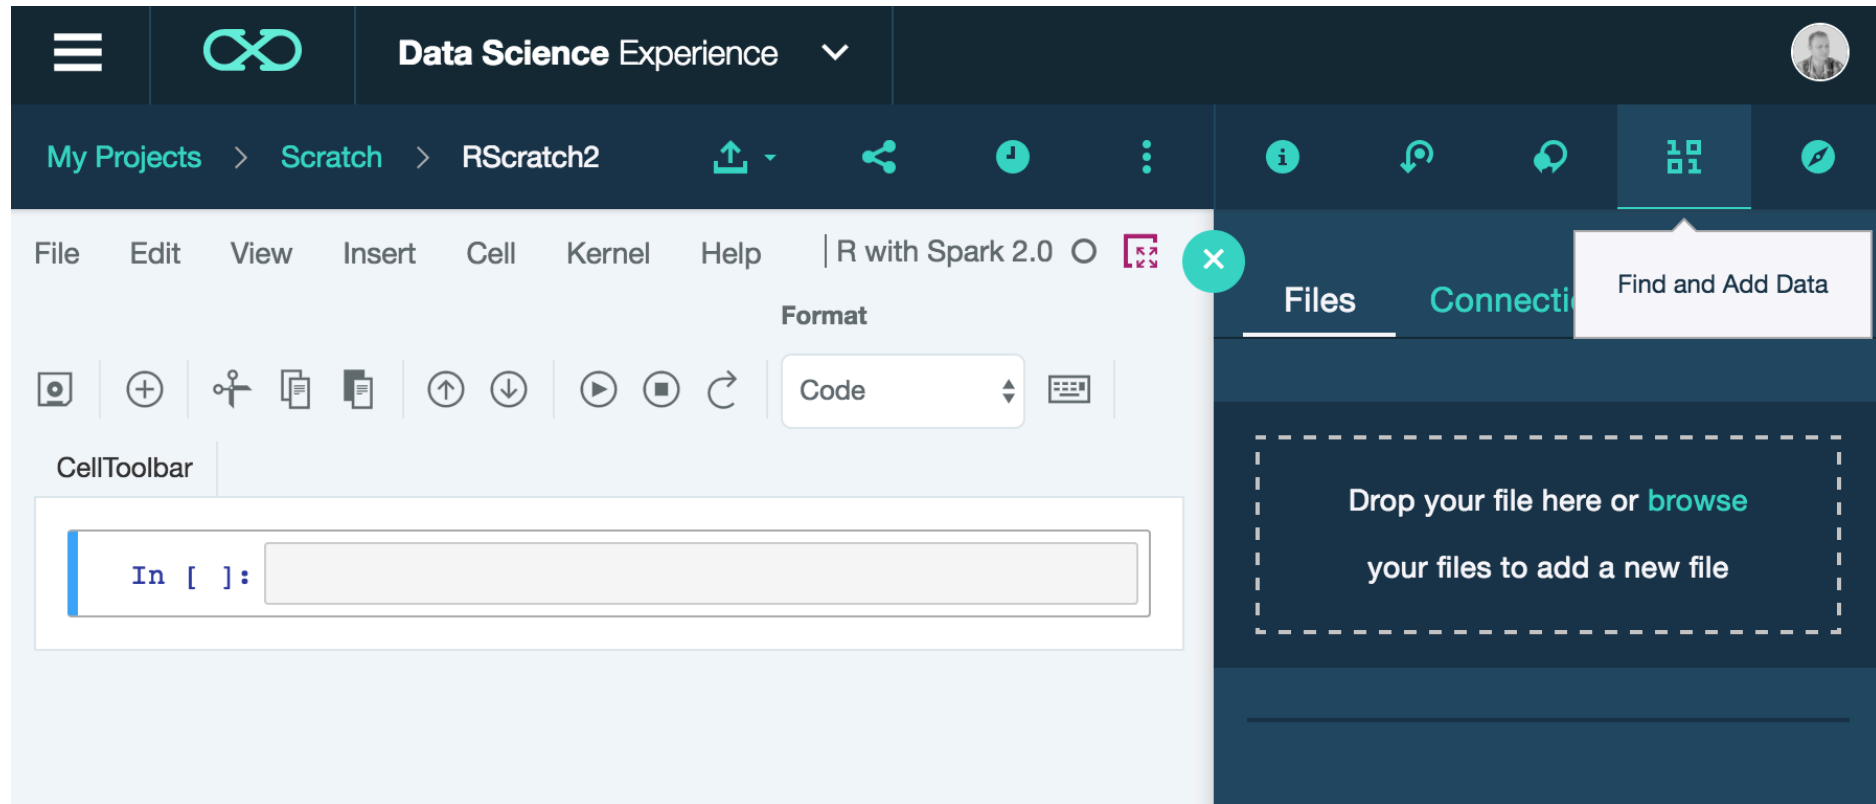 Data Science Experience
My Projects > Scratch > RScratch2
File Edit View Insert Cell Kernel Help | R with Spark 2.0
Format
Code
CellToolbar
In [ ]:
Find and Add Data
Files Connecti
Drop your file here or browse
your files to add a new file